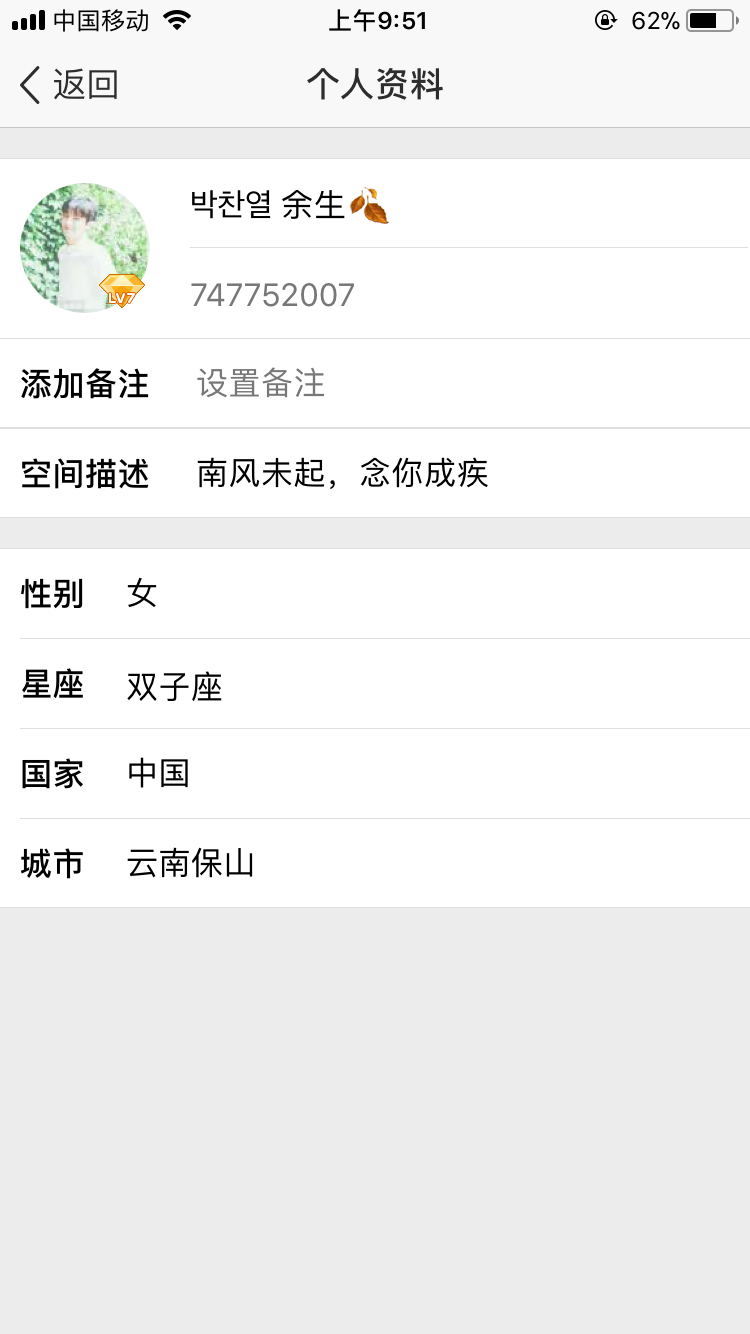 中国移动 上午9:51 62%
返回 个人资料
박찬열 余生🍂
LV7
747752007
添加备注 设置备注
空间描述 南风未起，念你成疾
性别 女
星座 双子座
国家 中国
城市 云南保山